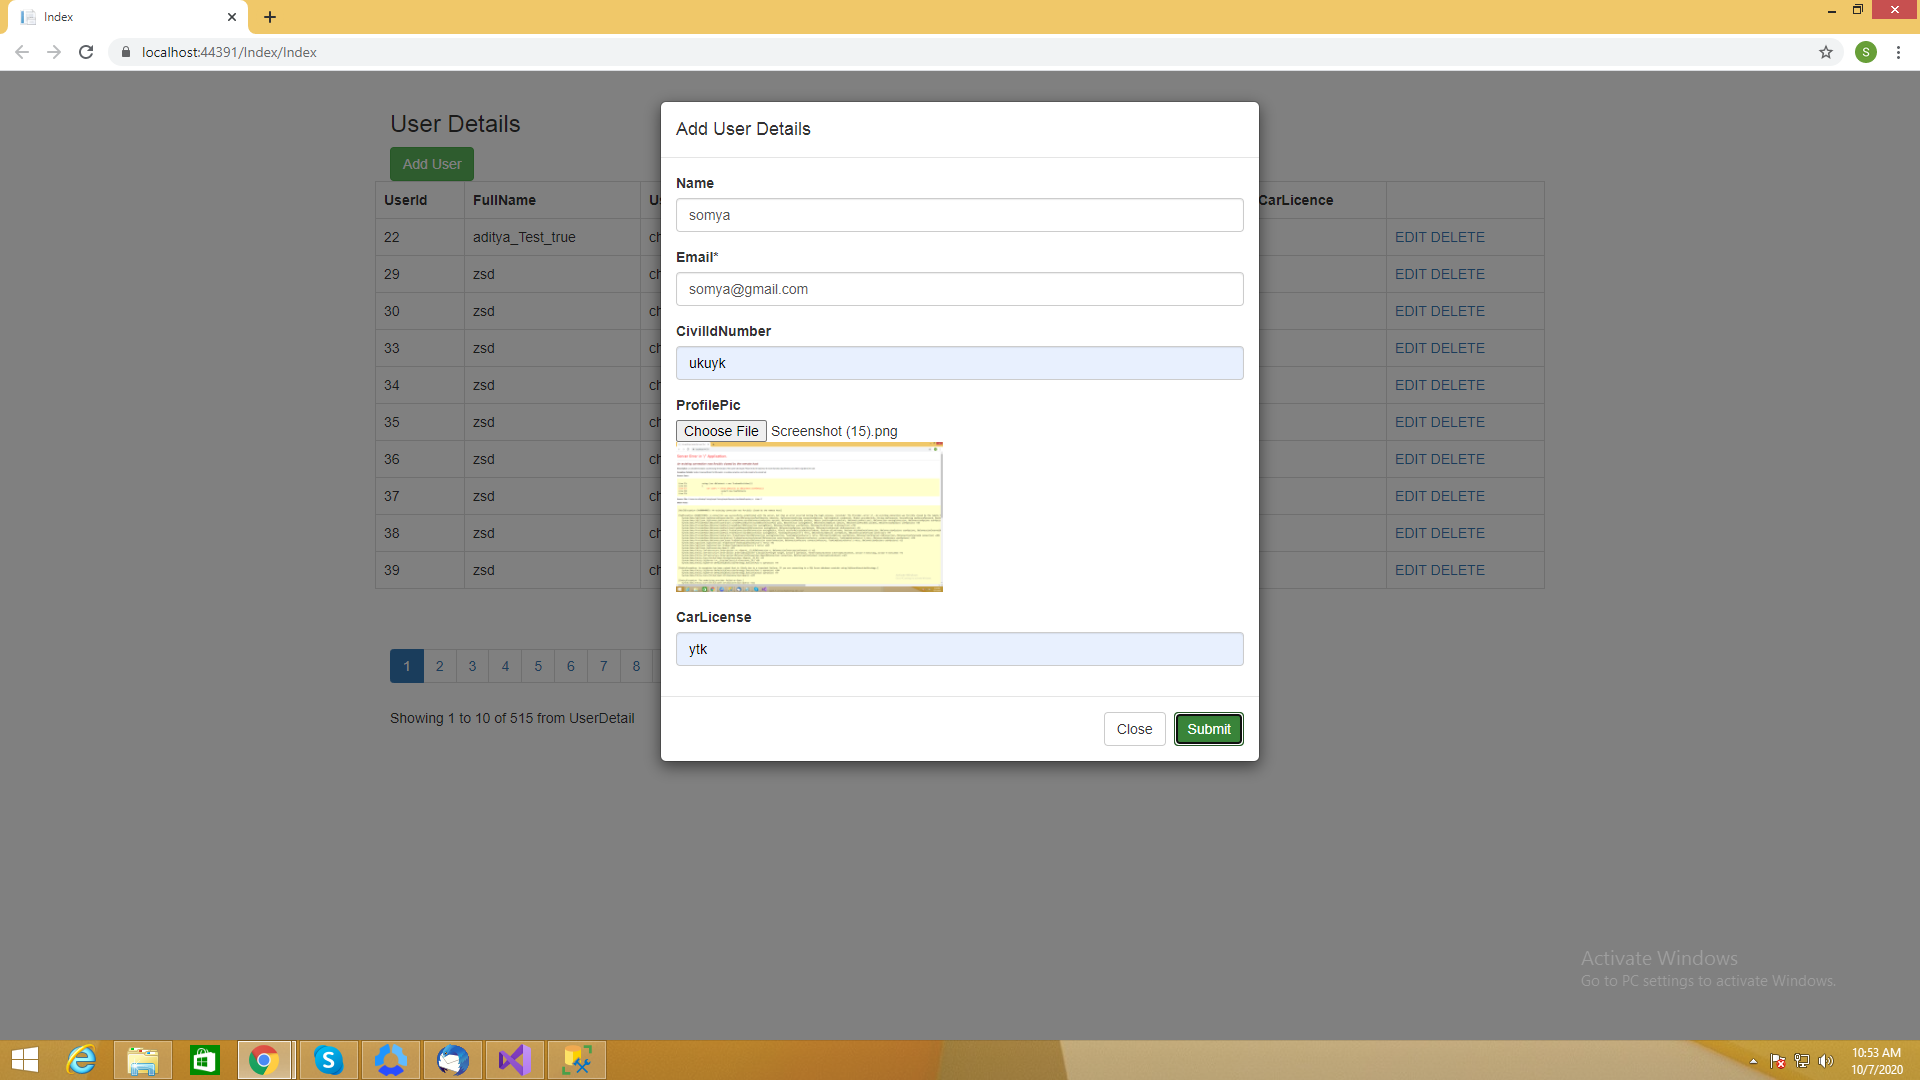 Index
localhost:44391/Index/Index
S
User Details
Add User
UserId FullName Us CarLicence
22 aditya_Test_true ch EDIT DELETE
29 zsd ch EDIT DELETE
30 zsd ch EDIT DELETE
33 zsd ch EDIT DELETE
34 zsd ch EDIT DELETE
35 zsd ch EDIT DELETE
36 zsd ch EDIT DELETE
37 zsd ch EDIT DELETE
38 zsd ch EDIT DELETE
39 zsd ch EDIT DELETE
1 2 3 4 5 6 7 8
Showing 1 to 10 of 515 from UserDetail
Add User Details
Name
somya
Email*
somya@gmail.com
CivilIdNumber
ukuyk
ProfilePic
Choose File Screenshot (15).png
CarLicense
ytk
Close Submit
Activate Windows
Go to PC settings to activate Windows.
10:53 AM
10/7/2020